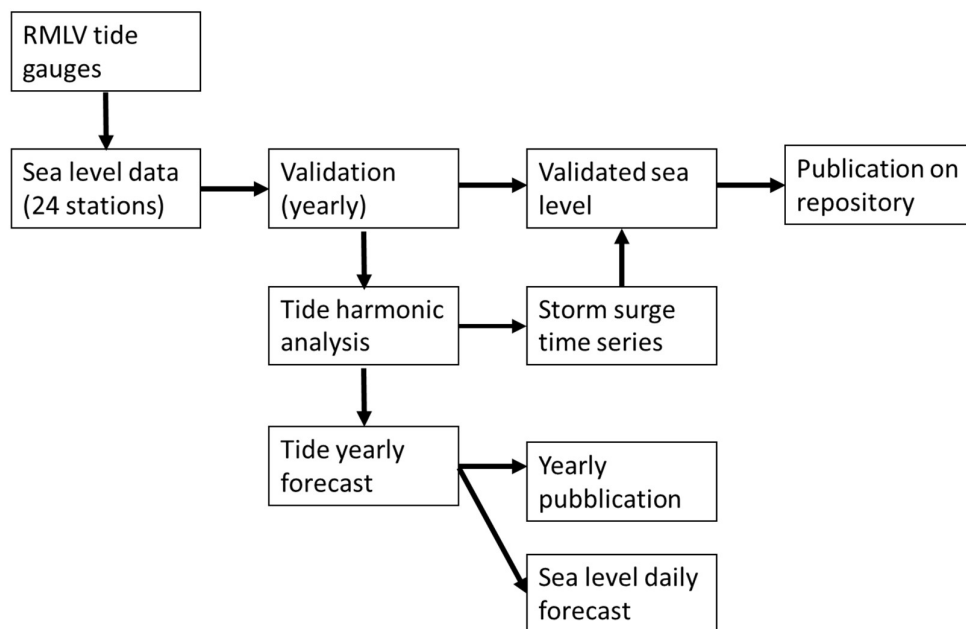 RMLV tide
gauges
Sea level data
(24 stations)
Validation
(yearly)
Validated sea
level
Publication on
repository
Tide harmonic
analysis
Storm surge
time series
Tide yearly
forecast
Yearly
pubblication
Sea level daily
forecast